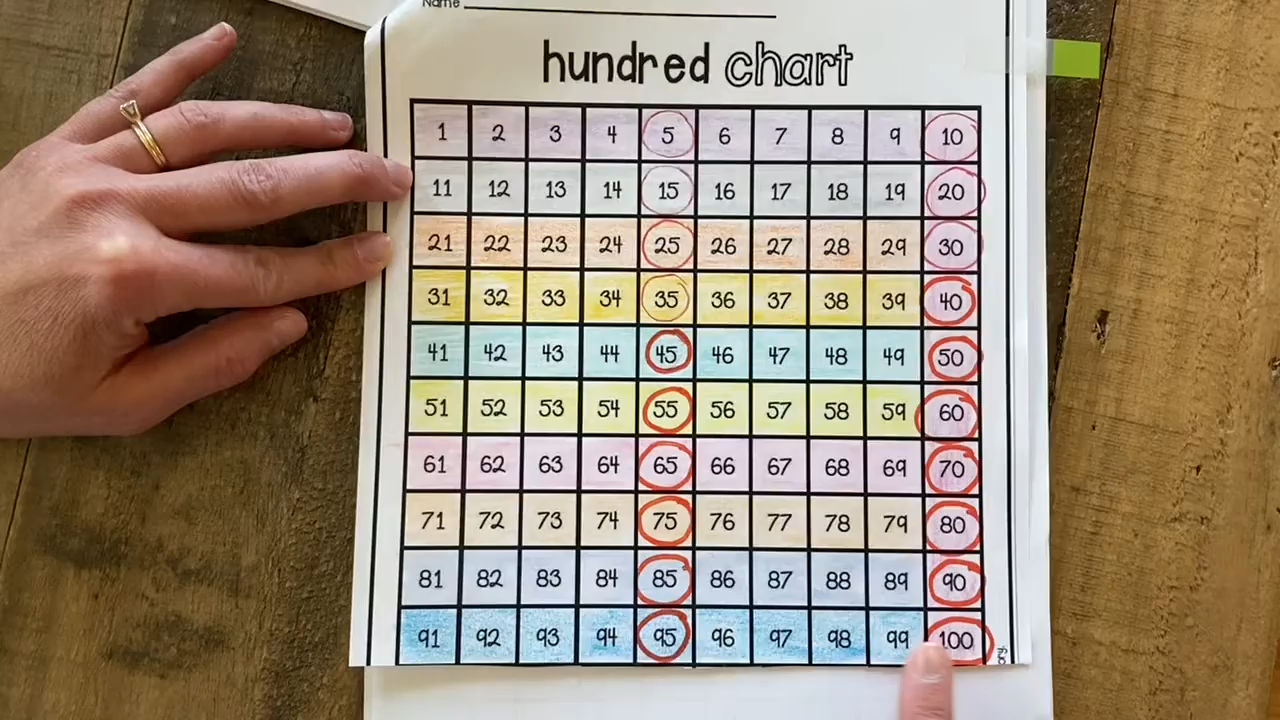 Name
hundred chart
1 2 3 4 5 6 7 8 9 10
11 12 13 14 15 16 17 18 19 20
21 22 23 24 25 26 27 28 29 30
31 32 33 34 35 36 37 38 39 40
41 42 43 44 45 46 47 48 49 50
51 52 53 54 55 56 57 58 59 60
61 62 63 64 65 66 67 68 69 70
71 72 73 74 75 76 77 78 79 80
81 82 83 84 85 86 87 88 89 90
91 92 93 94 95 96 97 98 99 100